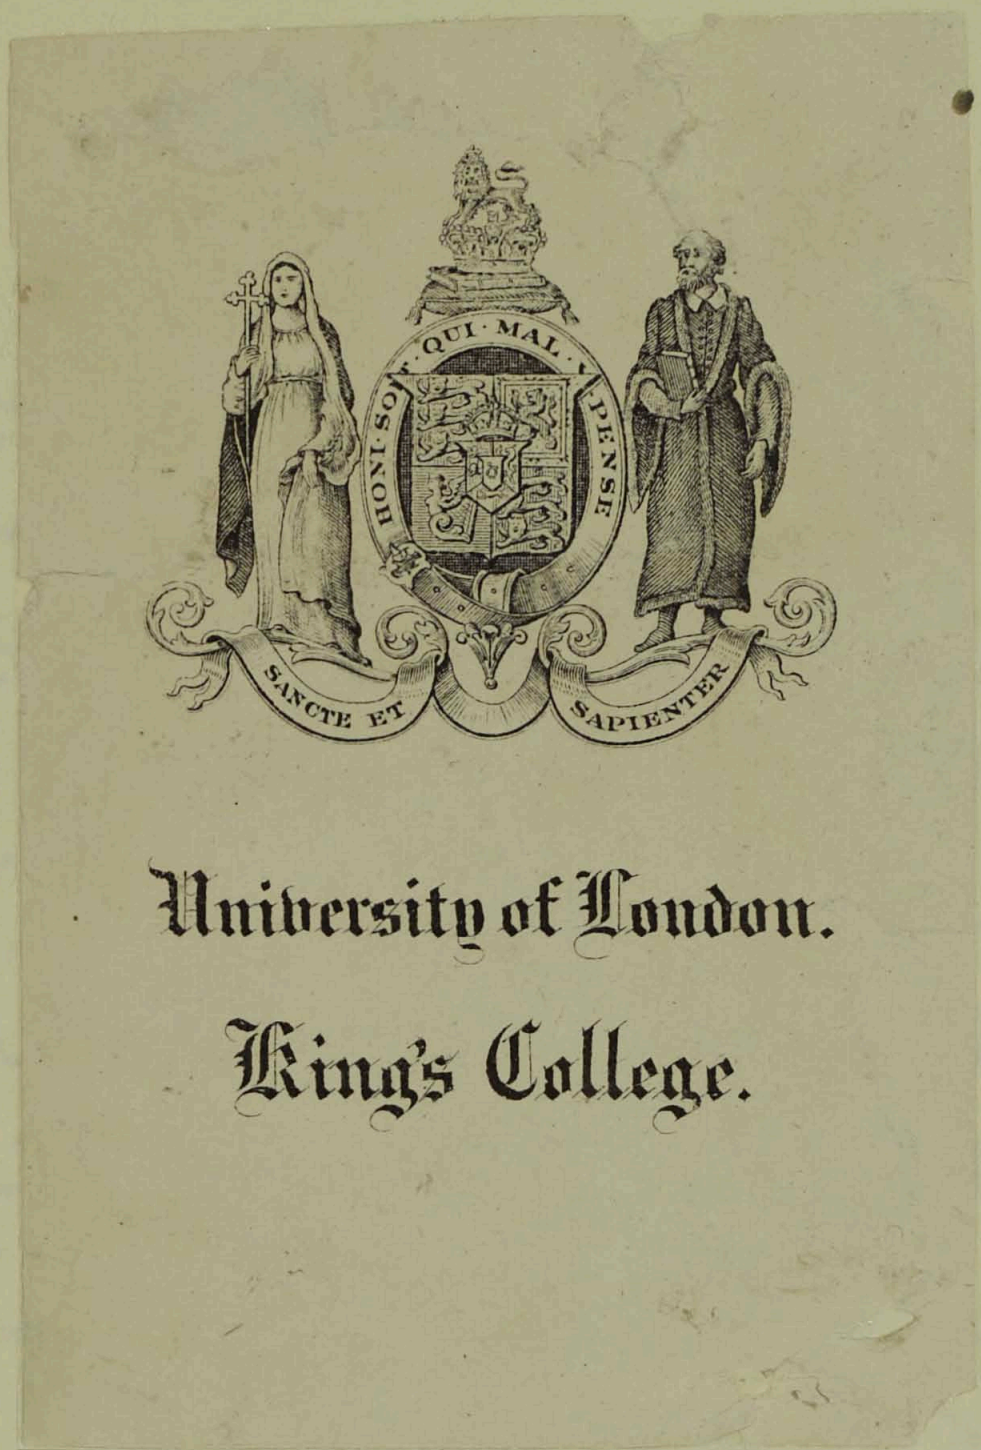 HONI · SOIT · QUI · MAL · Y · PENSE
SANCTE ET SAPIENTER
University of London.
King's College.